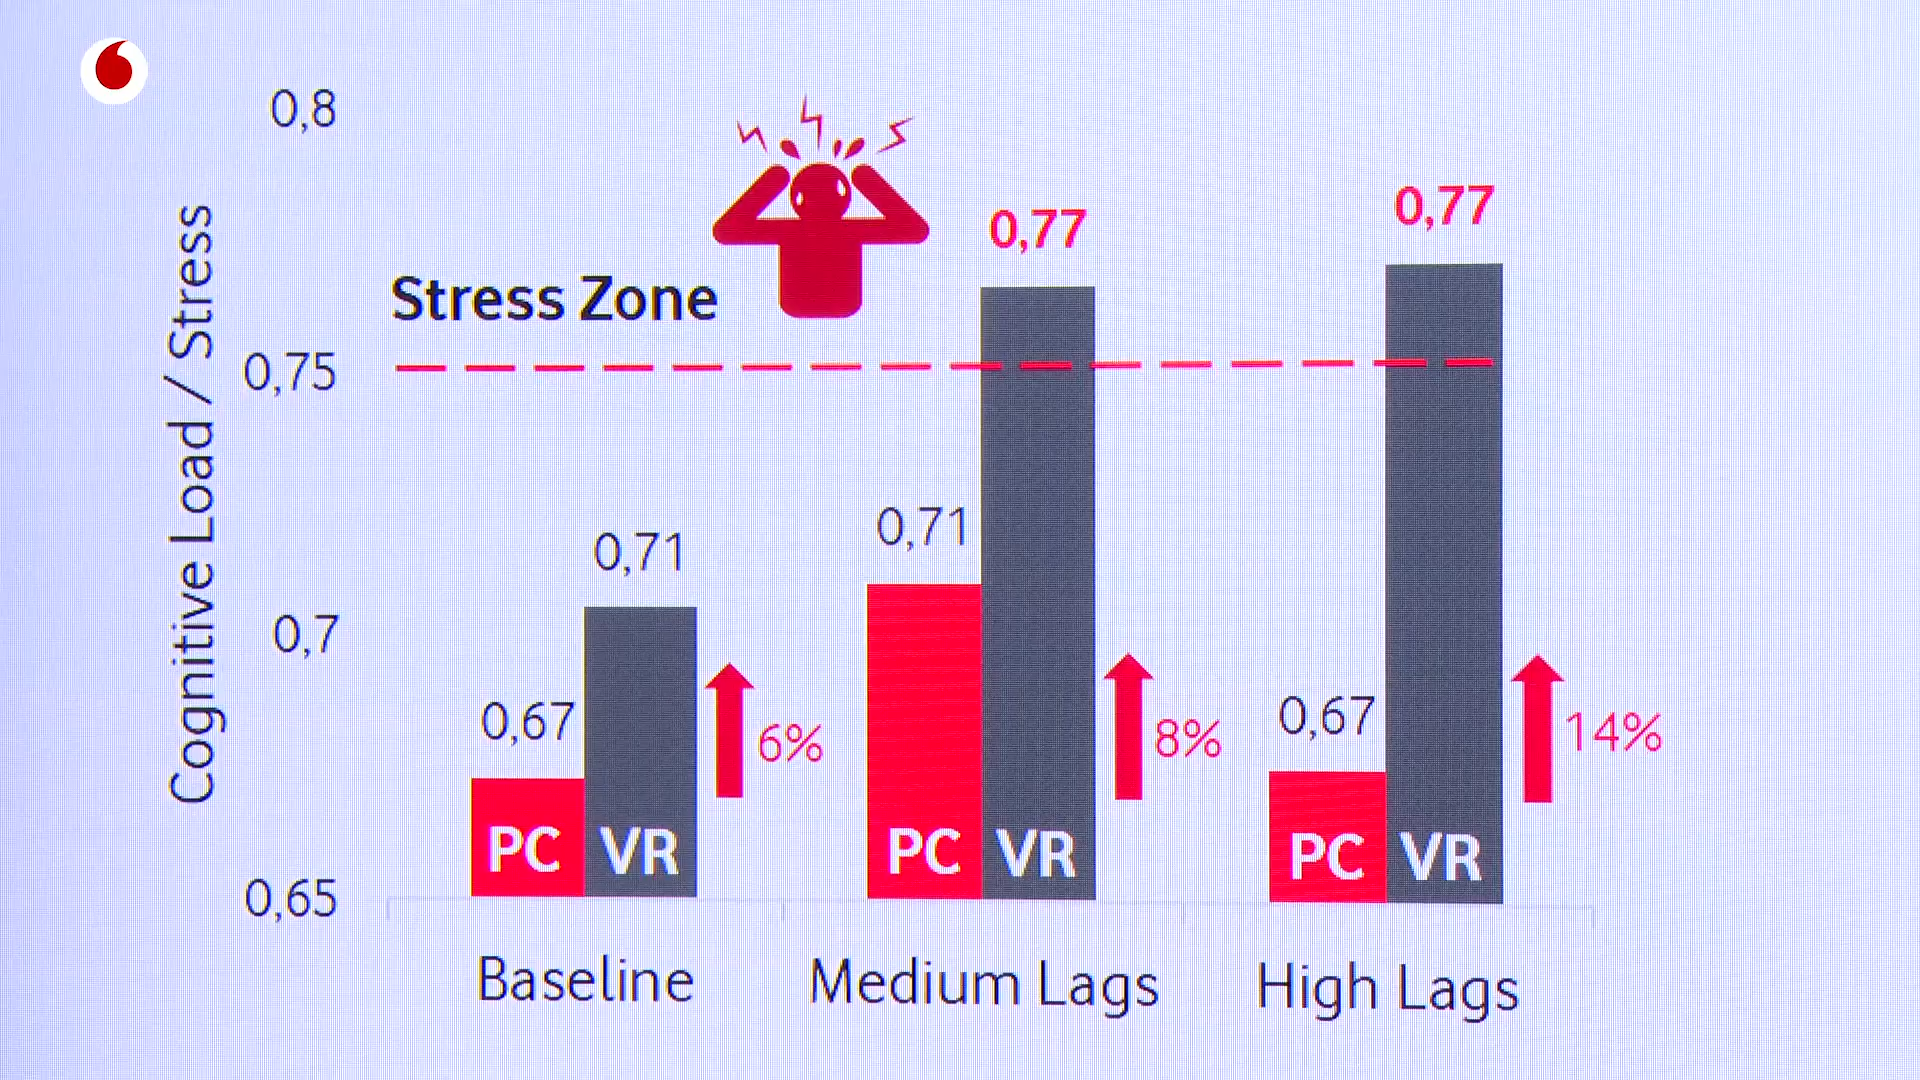 0,8
0,77
0,77
Stress Zone
0,75
Cognitive Load / Stress
0,71
0,71
0,7
0,67
0,67
6%
8%
14%
PC
VR
PC
VR
PC
VR
0,65
Baseline
Medium Lags
High Lags